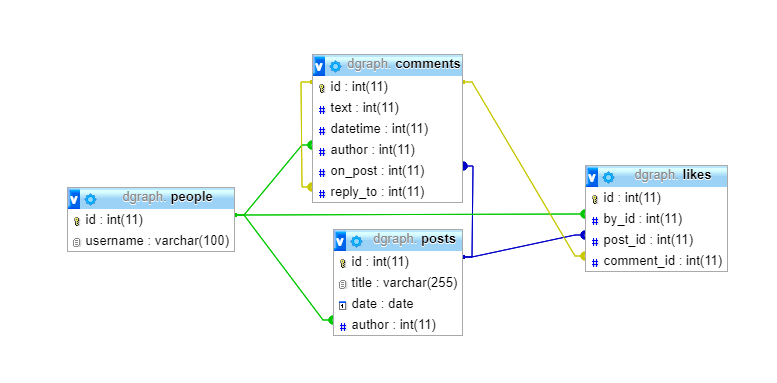 dgraph. comments
id : int(11)
text : int(11)
datetime : int(11)
author : int(11)
on_post : int(11)
reply_to : int(11)
dgraph. likes
id : int(11)
by_id : int(11)
post_id : int(11)
comment_id : int(11)
dgraph. people
id : int(11)
username : varchar(100)
dgraph. posts
id : int(11)
title : varchar(255)
date : date
author : int(11)